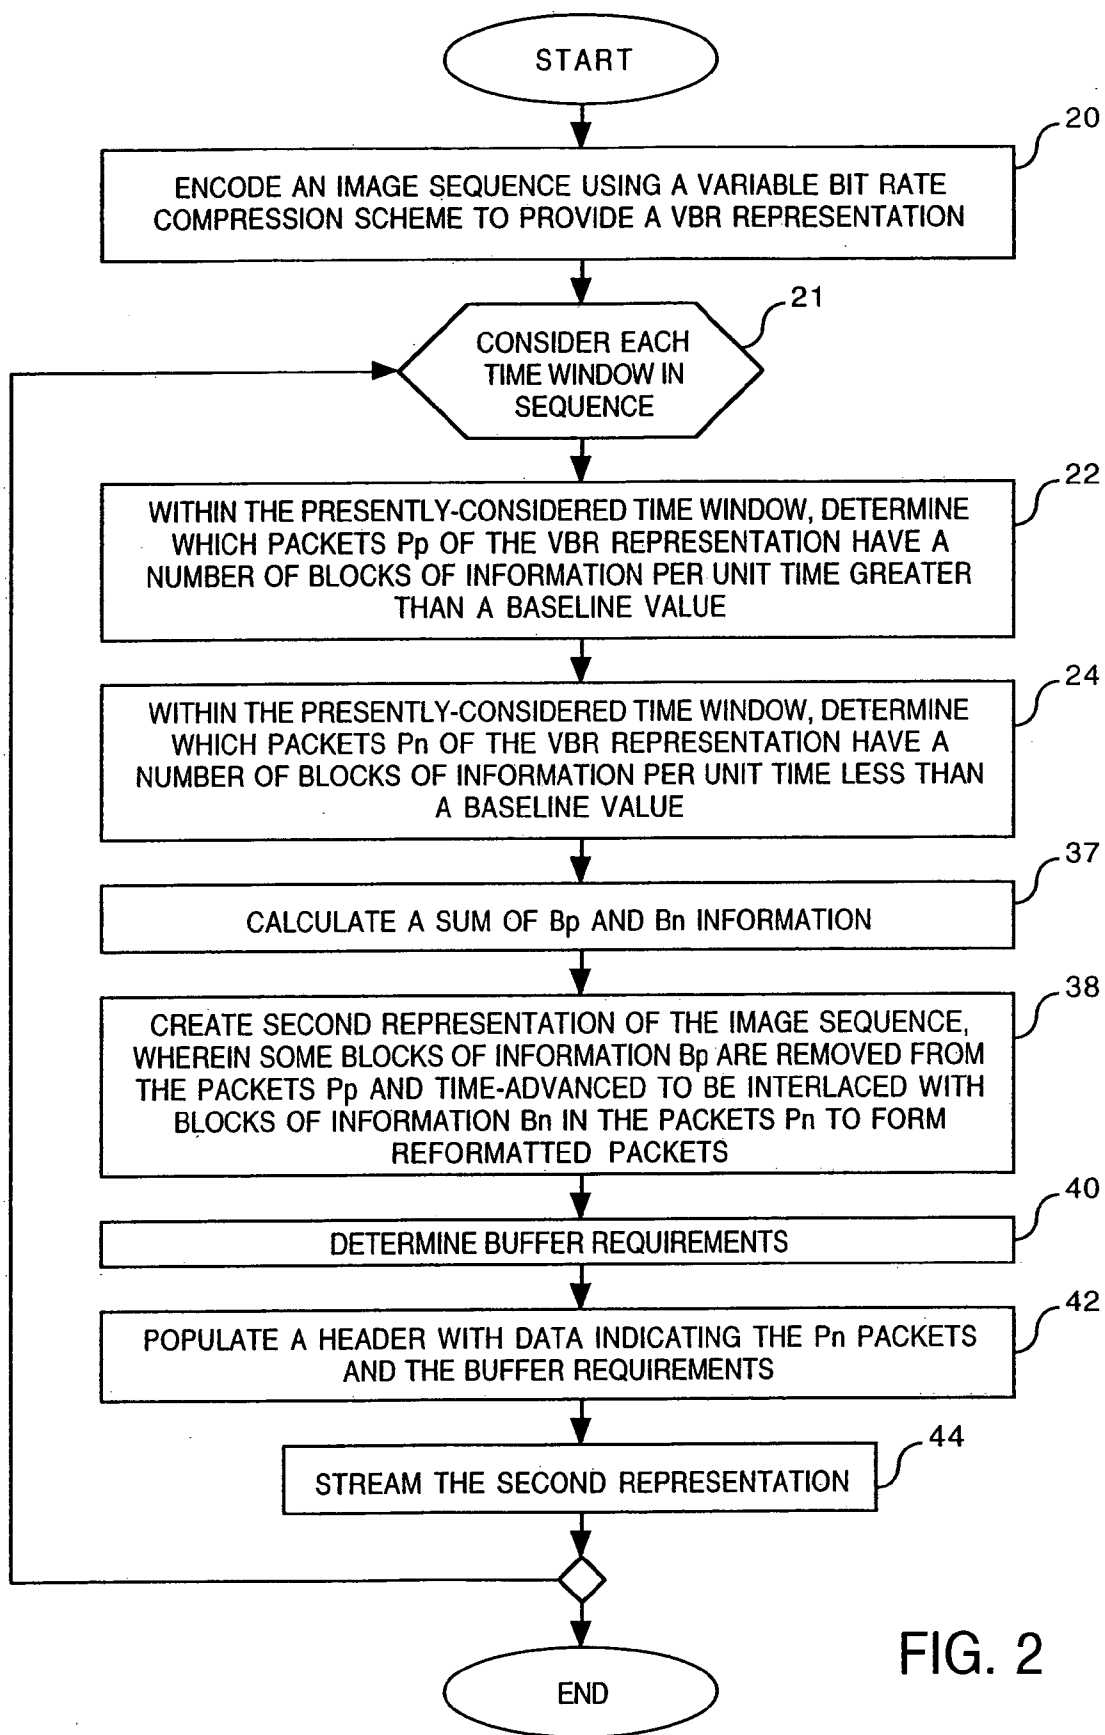 START
20
ENCODE AN IMAGE SEQUENCE USING A VARIABLE BIT RATE
COMPRESSION SCHEME TO PROVIDE A VBR REPRESENTATION
21
CONSIDER EACH
TIME WINDOW IN
SEQUENCE
22
WITHIN THE PRESENTLY-CONSIDERED TIME WINDOW, DETERMINE
WHICH PACKETS Pp OF THE VBR REPRESENTATION HAVE A
NUMBER OF BLOCKS OF INFORMATION PER UNIT TIME GREATER
THAN A BASELINE VALUE
24
WITHIN THE PRESENTLY-CONSIDERED TIME WINDOW, DETERMINE
WHICH PACKETS Pn OF THE VBR REPRESENTATION HAVE A
NUMBER OF BLOCKS OF INFORMATION PER UNIT TIME LESS THAN
A BASELINE VALUE
37
CALCULATE A SUM OF Bp AND Bn INFORMATION
38
CREATE SECOND REPRESENTATION OF THE IMAGE SEQUENCE,
WHEREIN SOME BLOCKS OF INFORMATION Bp ARE REMOVED FROM
THE PACKETS Pp AND TIME-ADVANCED TO BE INTERLACED WITH
BLOCKS OF INFORMATION Bn IN THE PACKETS Pn TO FORM
REFORMATTED PACKETS
40
DETERMINE BUFFER REQUIREMENTS
42
POPULATE A HEADER WITH DATA INDICATING THE Pn PACKETS
AND THE BUFFER REQUIREMENTS
44
STREAM THE SECOND REPRESENTATION
END
FIG. 2